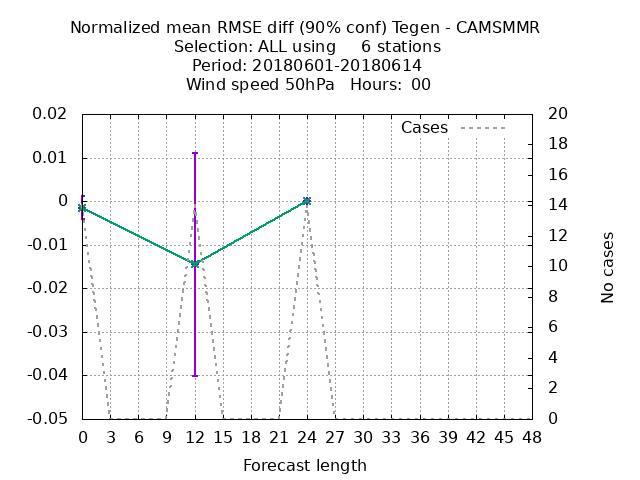 Normalized mean RMSE diff (90% conf) Tegen - CAMSMMR
Selection: ALL using 6 stations
Period: 20180601-20180614
Wind speed 50hPa Hours: 00
Cases
0.02
0.01
0
-0.01
-0.02
-0.03
-0.04
-0.05
20
18
16
14
12
10
8
6
4
2
0
No cases
0 3 6 9 12 15 18 21 24 27 30 33 36 39 42 45 48
Forecast length